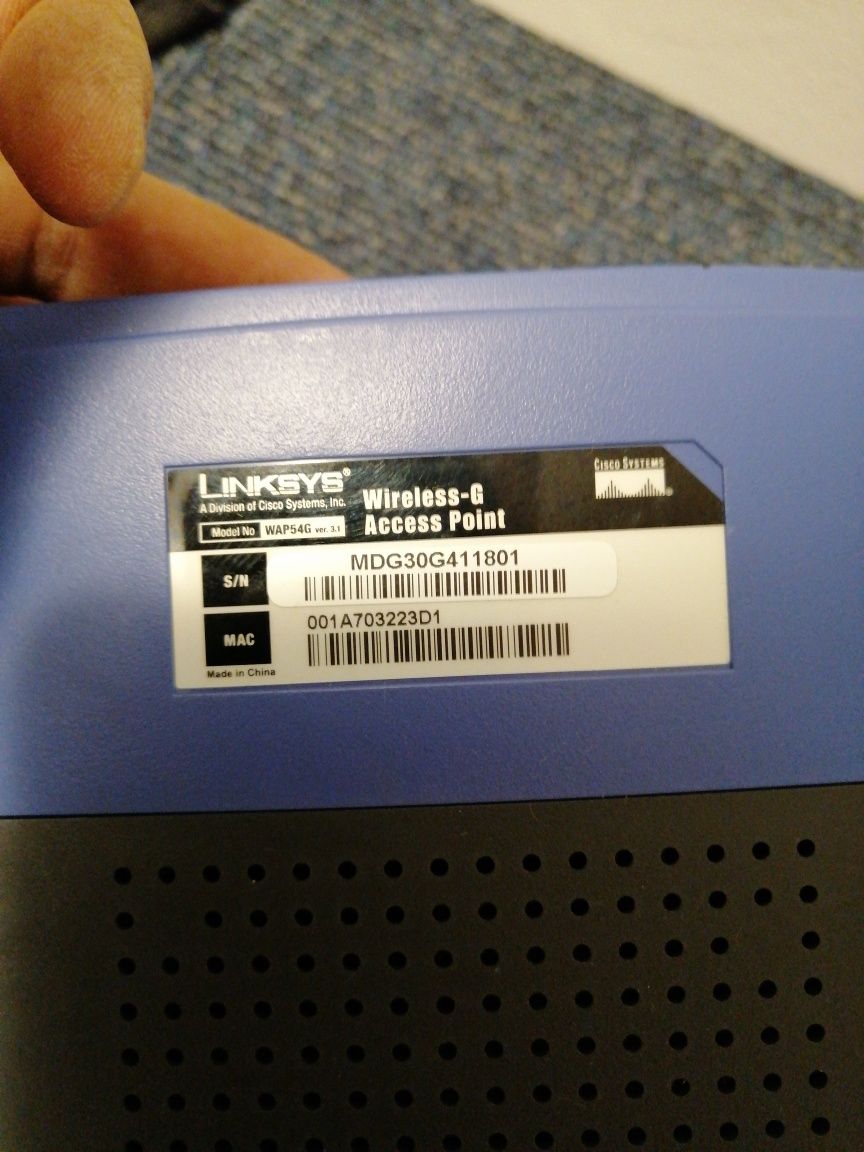 LINKSYS®
A Division of Cisco Systems, Inc.
Model No WAP54G ver. 3.1
Wireless-G
Access Point
CISCO SYSTEMS
®
S/N
MDG30G411801
MAC
001A703223D1
Made in China